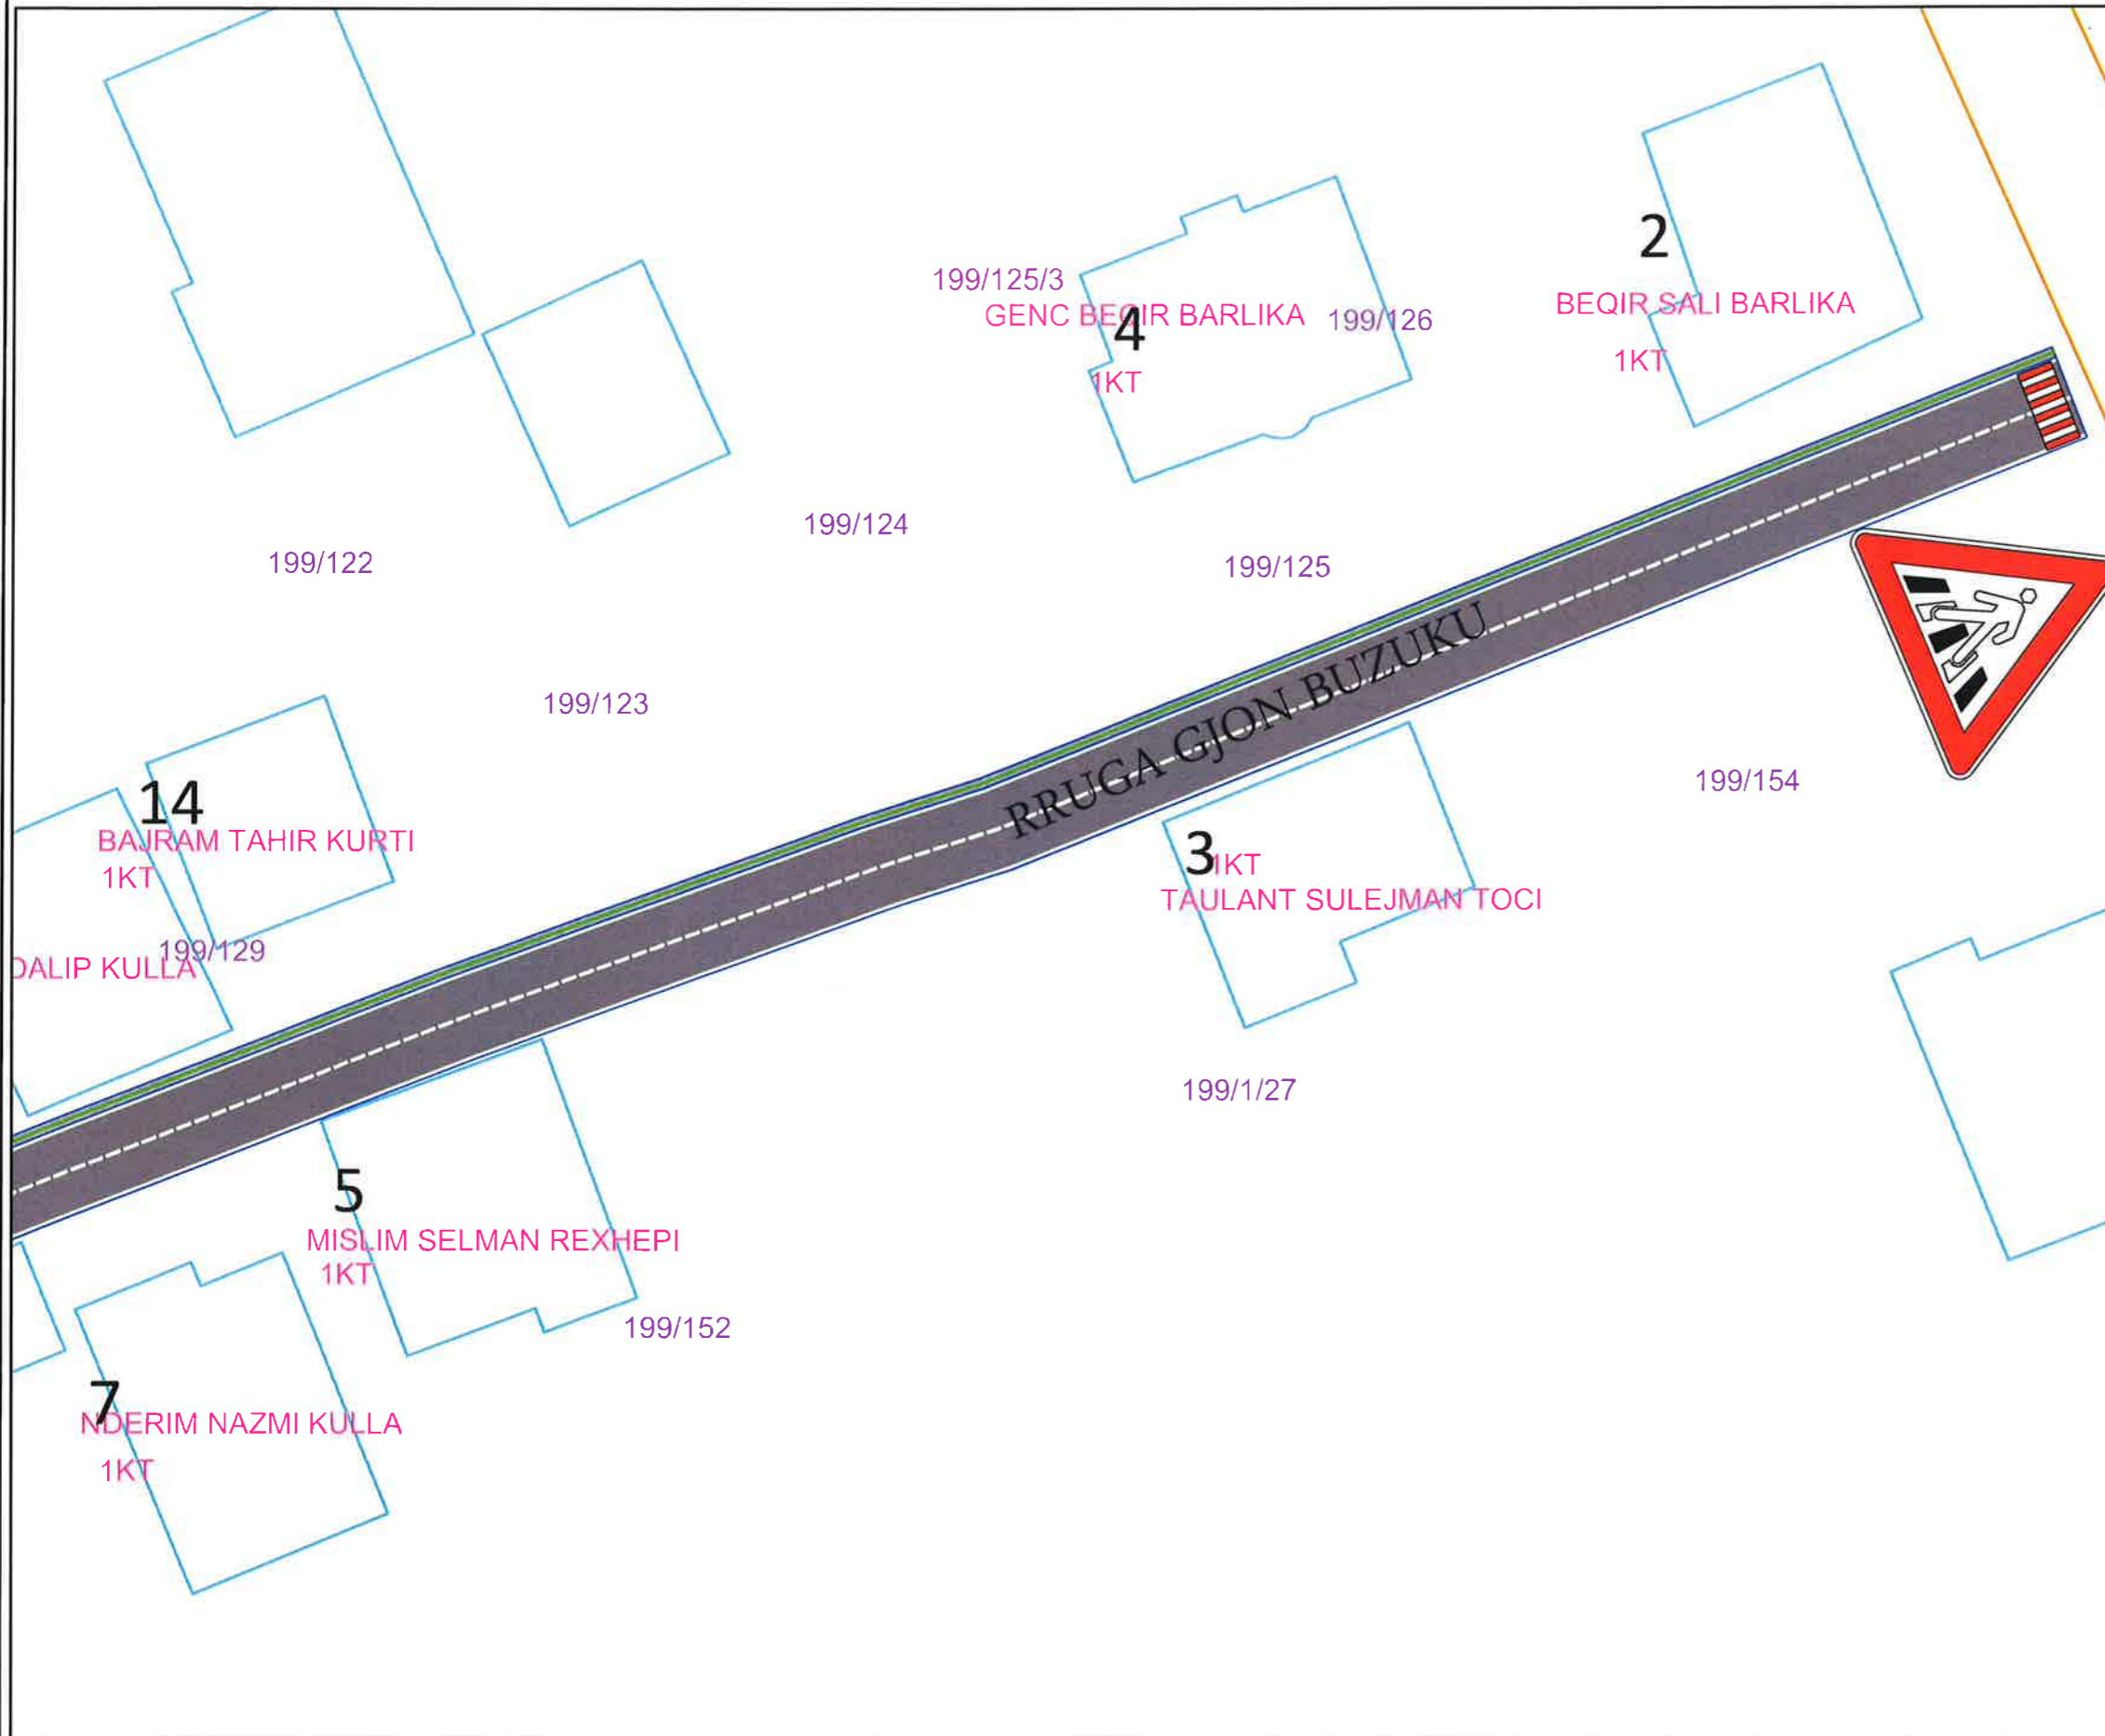 2
199/125/3
GENC BEQIR BARLIKA
199/126
BEQIR SALI BARLIKA
4
1KT
1KT
199/124
199/122
199/125
RRUGA GJON BUZUKU
199/123
199/154
14
BAJRAM TAHIR KURTI
1KT
3
1KT
TAULANT SULEJMAN TOCI
199/129
DALIP KULLA
199/1/27
5
MISLIM SELMAN REXHEPI
1KT
199/152
7
NDERIM NAZMI KULLA
1KT